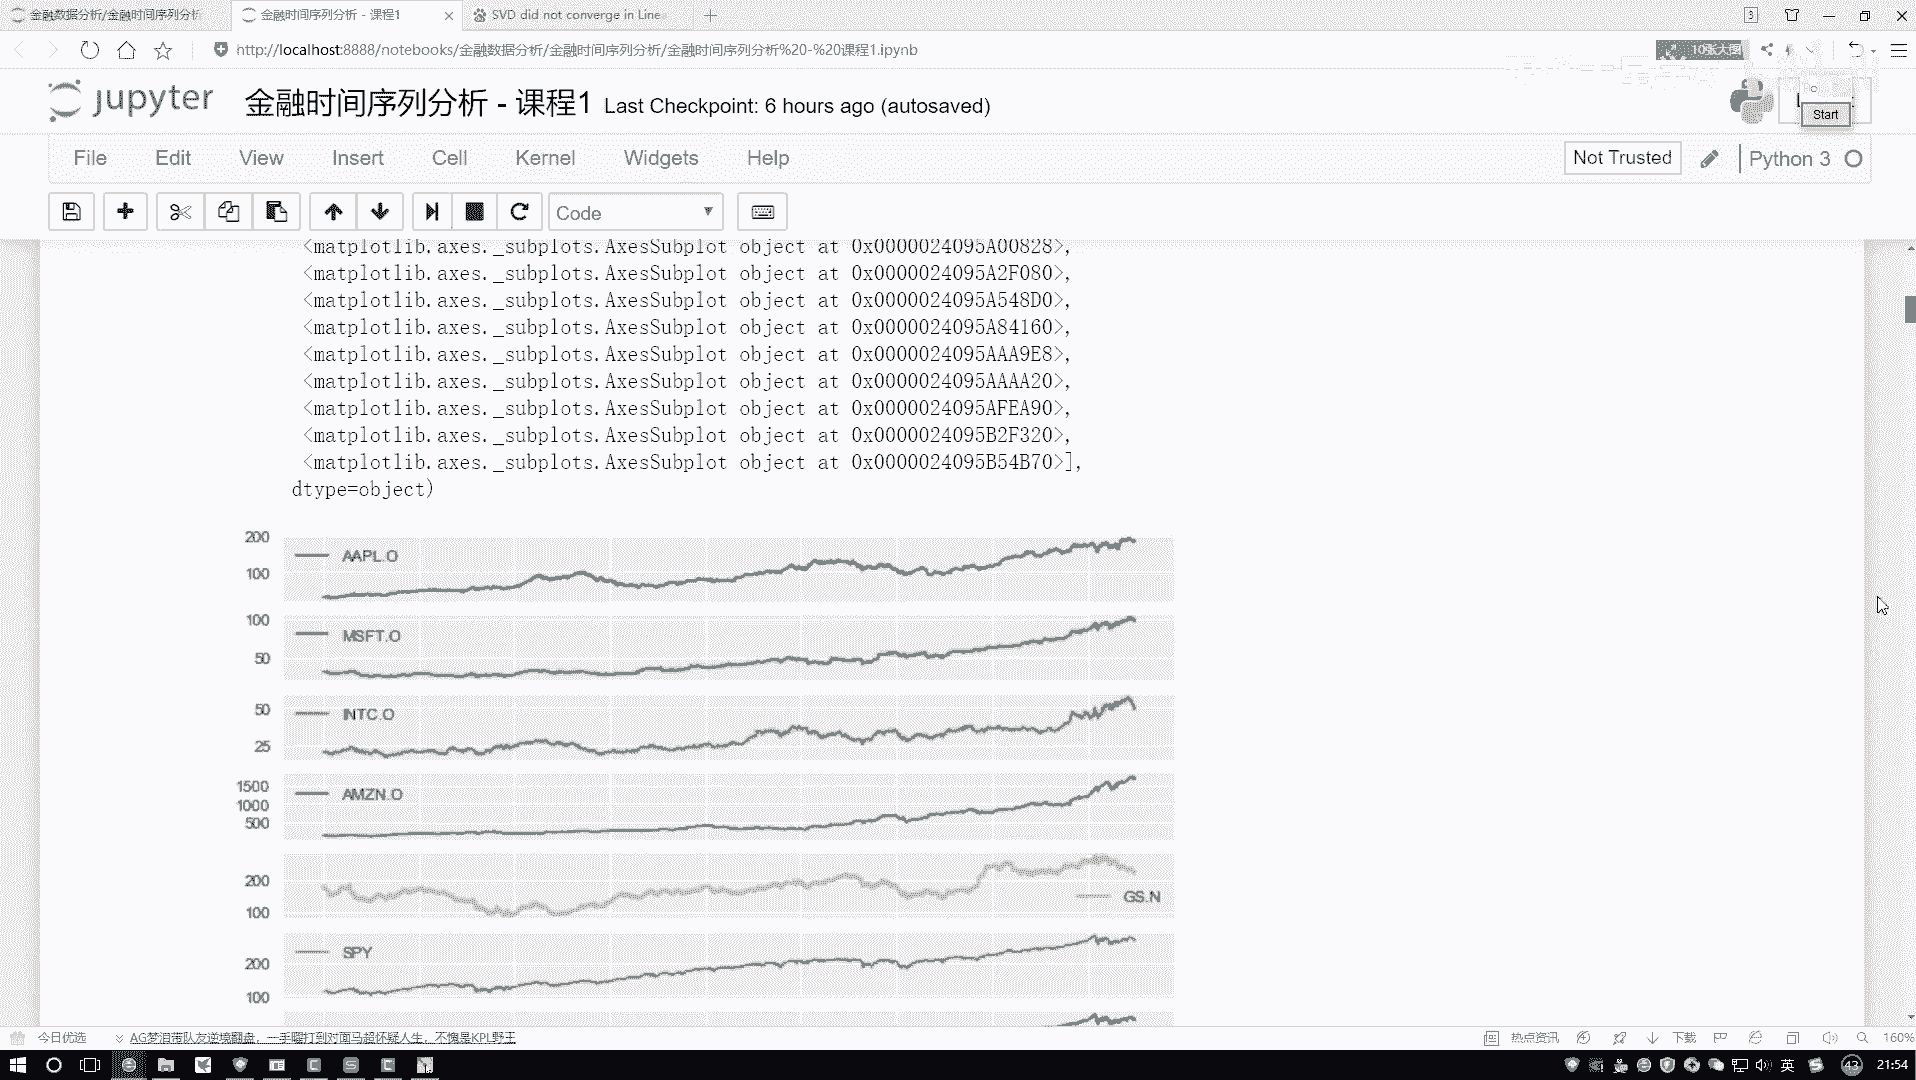 金融数据分析/金融时间序列分析
金融时间序列分析 - 课程1
SVD did not converge in Linea
3
http://localhost:8888/notebooks/金融数据分析/金融时间序列分析/金融时间序列分析%20-%20课程1.ipynb
10张大图
jupyter
金融时间序列分析 - 课程1 Last Checkpoint: 6 hours ago (autosaved)
Start
File Edit View Insert Cell Kernel Widgets Help
Not Trusted
Python 3
Code
<matplotlib.axes._subplots.AxesSubplot object at 0x0000024095A00828>,
<matplotlib.axes._subplots.AxesSubplot object at 0x0000024095A2F080>,
<matplotlib.axes._subplots.AxesSubplot object at 0x0000024095A548D0>,
<matplotlib.axes._subplots.AxesSubplot object at 0x0000024095A84160>,
<matplotlib.axes._subplots.AxesSubplot object at 0x0000024095AAA9E8>,
<matplotlib.axes._subplots.AxesSubplot object at 0x0000024095AAAA20>,
<matplotlib.axes._subplots.AxesSubplot object at 0x0000024095AFEA90>,
<matplotlib.axes._subplots.AxesSubplot object at 0x0000024095B2F320>,
<matplotlib.axes._subplots.AxesSubplot object at 0x0000024095B54B70>],
dtype=object)
200
AAPL.O
100
100
MSFT.O
50
50
INTC.O
25
1500
AMZN.O
1000
500
200
GS.N
100
SPY
200
100
今日优选
AG梦泪带队友逆境翻盘，一手曜打到对面马超怀疑人生，不愧是KPL野王
热点资讯
下载
160%
英
43
21:54